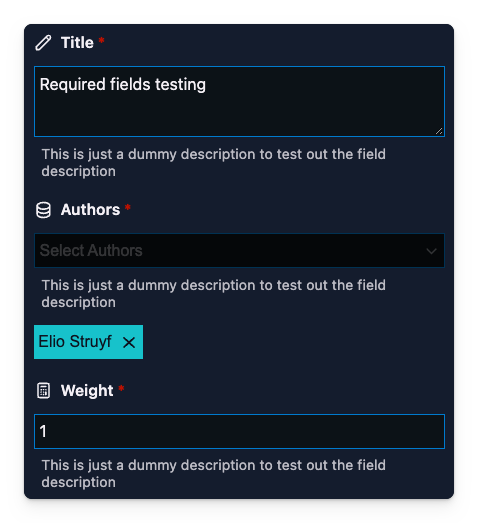 Title *
Required fields testing
This is just a dummy description to test out the field
description
Authors *
Select Authors
This is just a dummy description to test out the field
description
Elio Struyf
Weight *
1
This is just a dummy description to test out the field
description